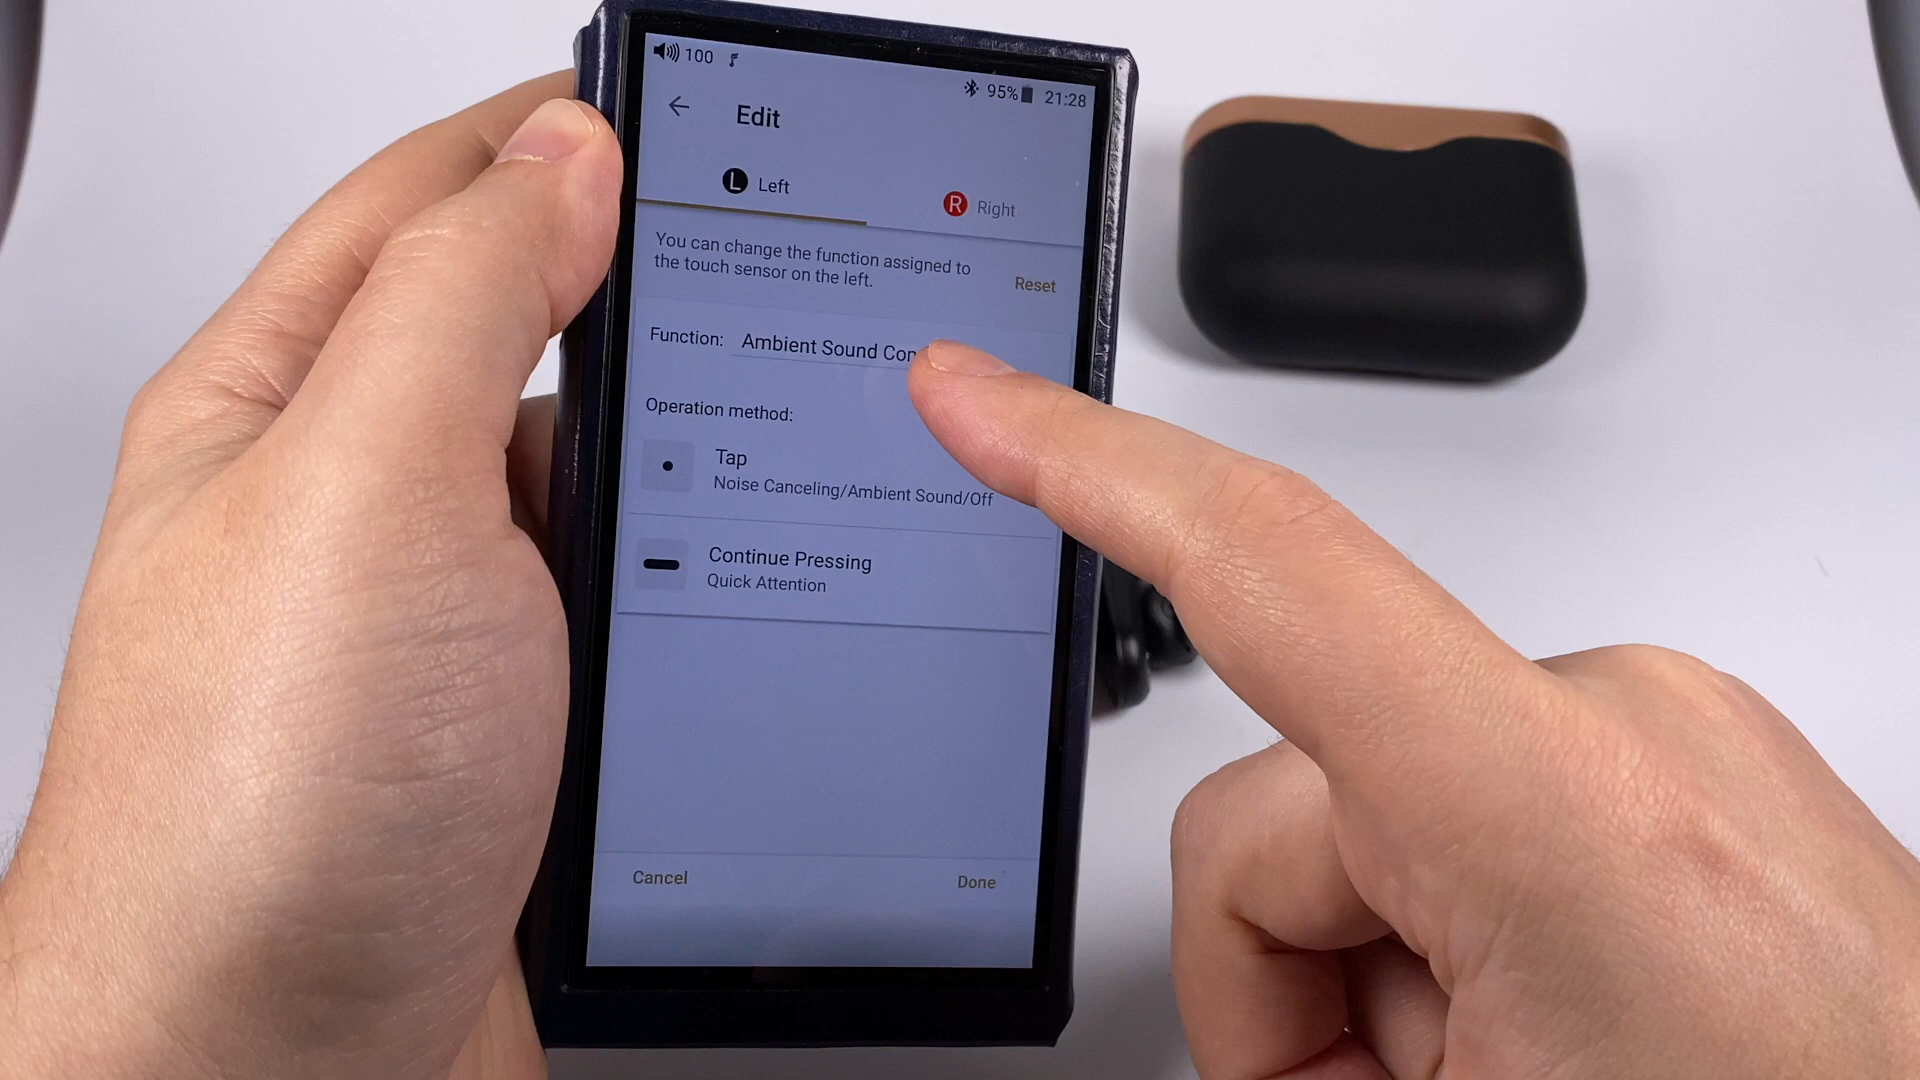 100
95% 21:28
Edit
L Left
R Right
You can change the function assigned to
the touch sensor on the left.
Reset
Function: Ambient Sound
Operation method:
Tap
Noise Canceling/Ambient Sound/Off
Continue Pressing
Quick Attention
Cancel
Done